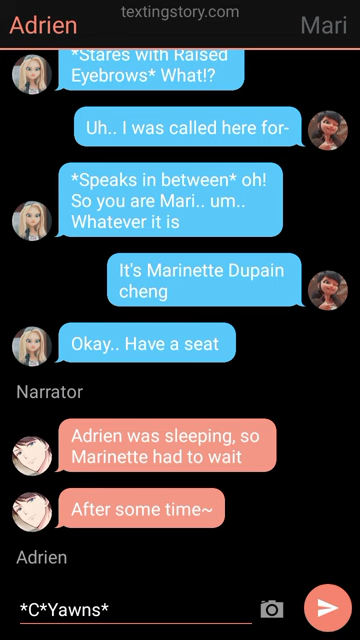 textingstory.com
Adrien
Mari
*Stares with Raised
Eyebrows* What!?
Uh.. I was called here for-
*Speaks in between* oh!
So you are Mari.. um..
Whatever it is
It's Marinette Dupain
cheng
Okay.. Have a seat
Narrator
Adrien was sleeping, so
Marinette had to wait
After some time~
Adrien
*C*Yawns*